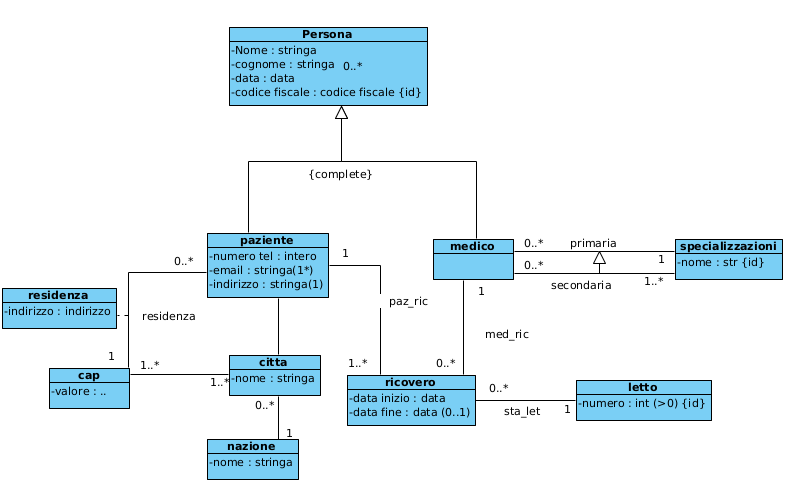 Persona
-Nome : stringa
-cognome : stringa 0..*
-data : data
-codice fiscale : codice fiscale {id}
{complete}
paziente
-numero tel : intero
-email : stringa(1*)
-indirizzo : stringa(1)
medico
specializzazioni
-nome : str {id}
0..*
primaria
1
0..*
secondaria
1..*
0..*
1
1
residenza
-indirizzo : indirizzo
residenza
paz_ric
med_ric
1
1..*
1..*
1..*
0..*
cap
-valore : ..
citta
-nome : stringa
ricovero
-data inizio : data
-data fine : data (0..1)
0..*
sta_let
1
letto
-numero : int (>0) {id}
0..*
1
nazione
-nome : stringa